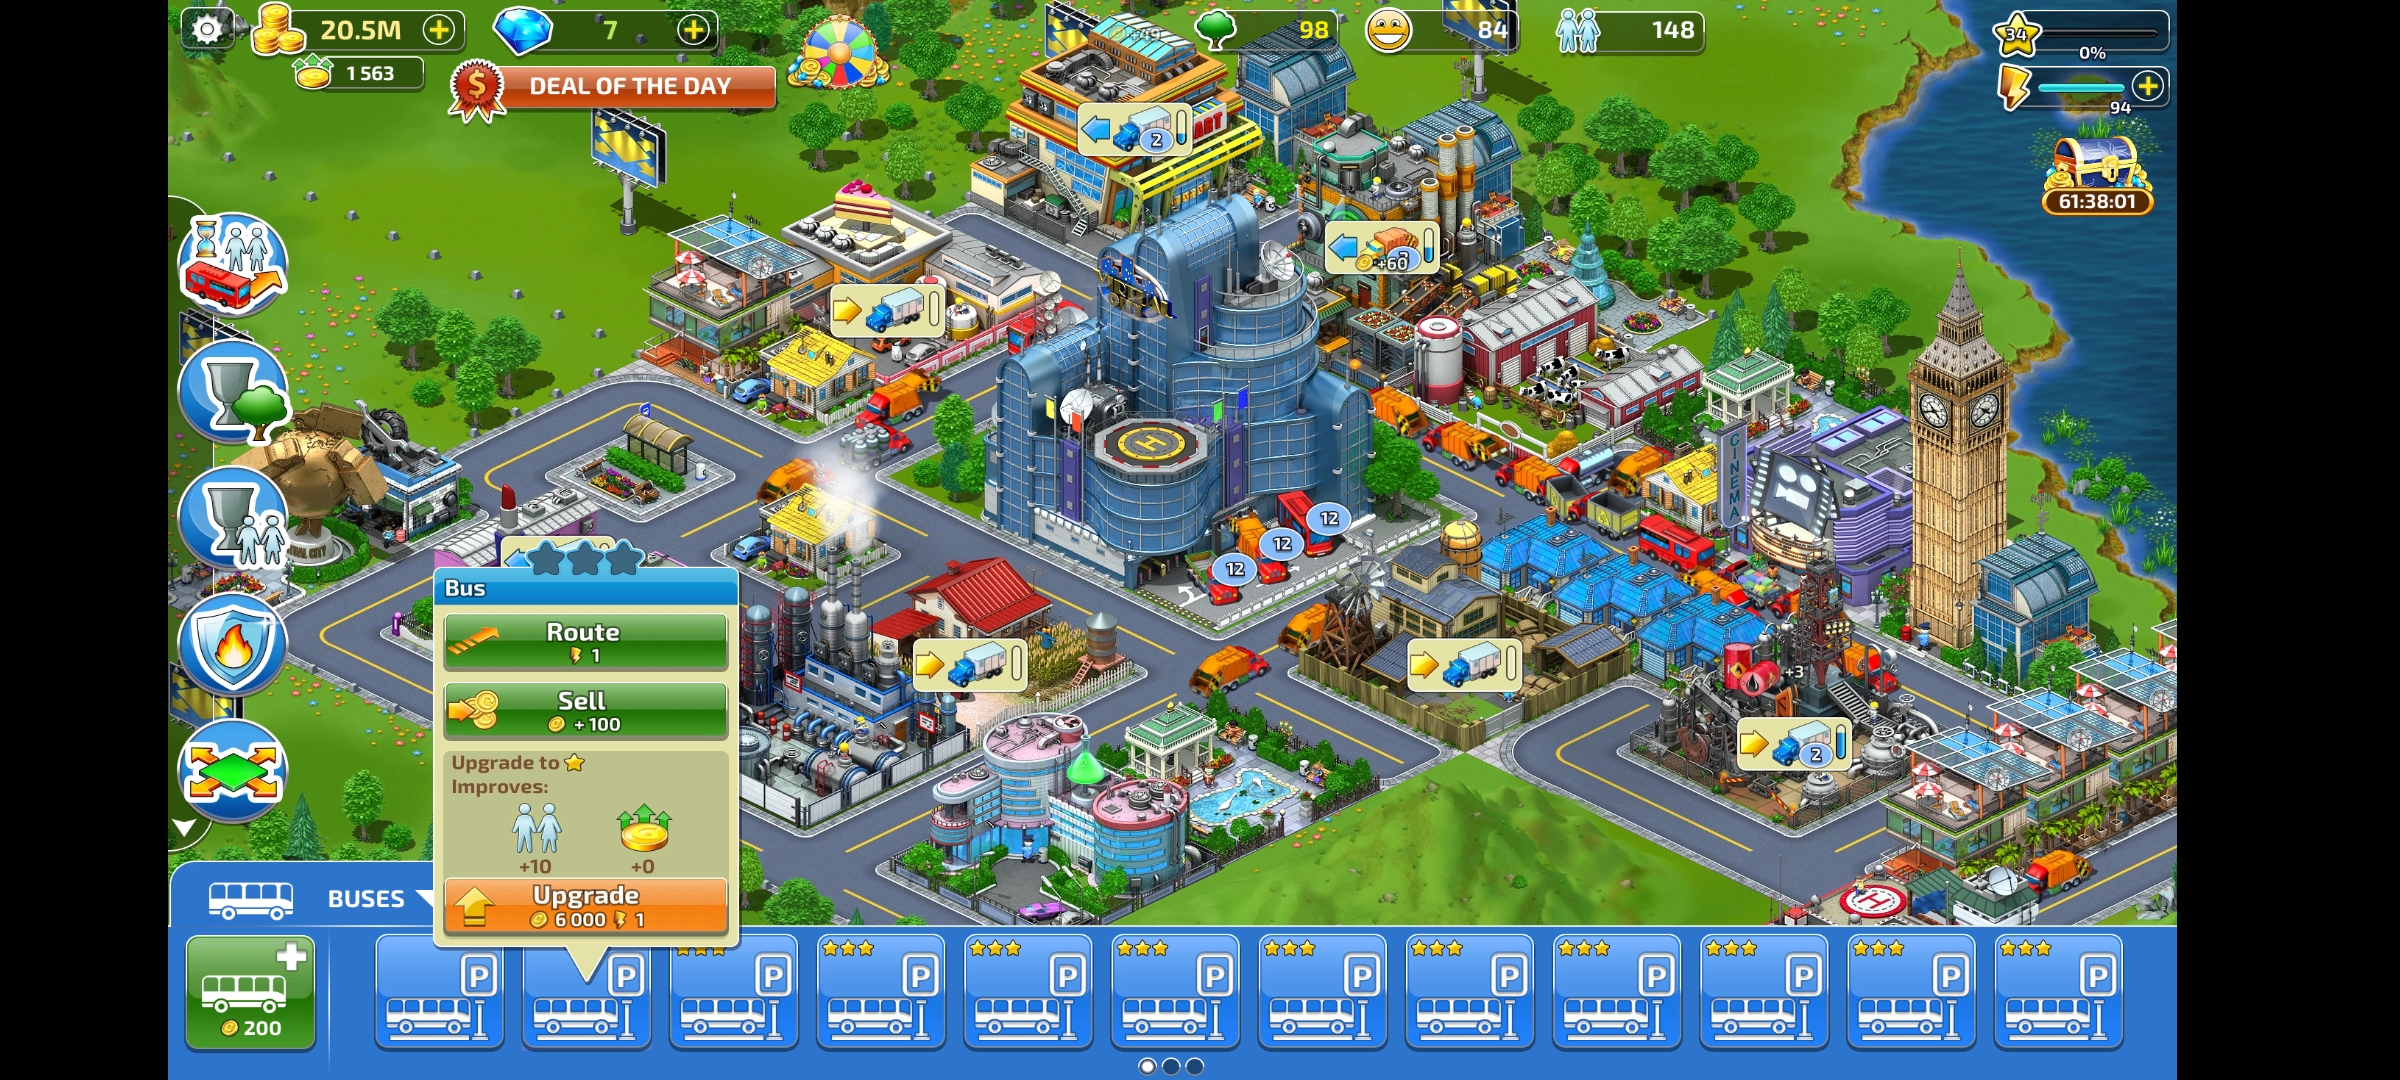 20.5M
7
98
84
148
34
0%
1 563
DEAL OF THE DAY
94
61:38:01
2
ART
+60
CINEMA
12
12
12
+3
2
Bus
Route
1
Sell
+ 100
Upgrade to
Improves:
+10
+0
Upgrade
6 000
1
BUSES
200
P
P
P
P
P
P
P
P
P
P
P
P
H
H